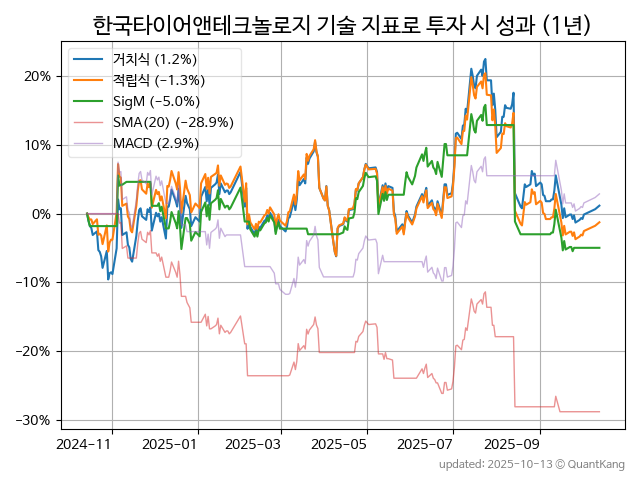 한국타이어앤테크놀로지 기술 지표로 투자 시 성과 (1년)
거치식 (1.2%)
적립식 (−1.3%)
SigM (−5.0%)
SMA(20) (−28.9%)
MACD (2.9%)
20%
10%
0%
−10%
−20%
−30%
2024-11 2025-01 2025-03 2025-05 2025-07 2025-09
updated: 2025-10-13 © QuantKang